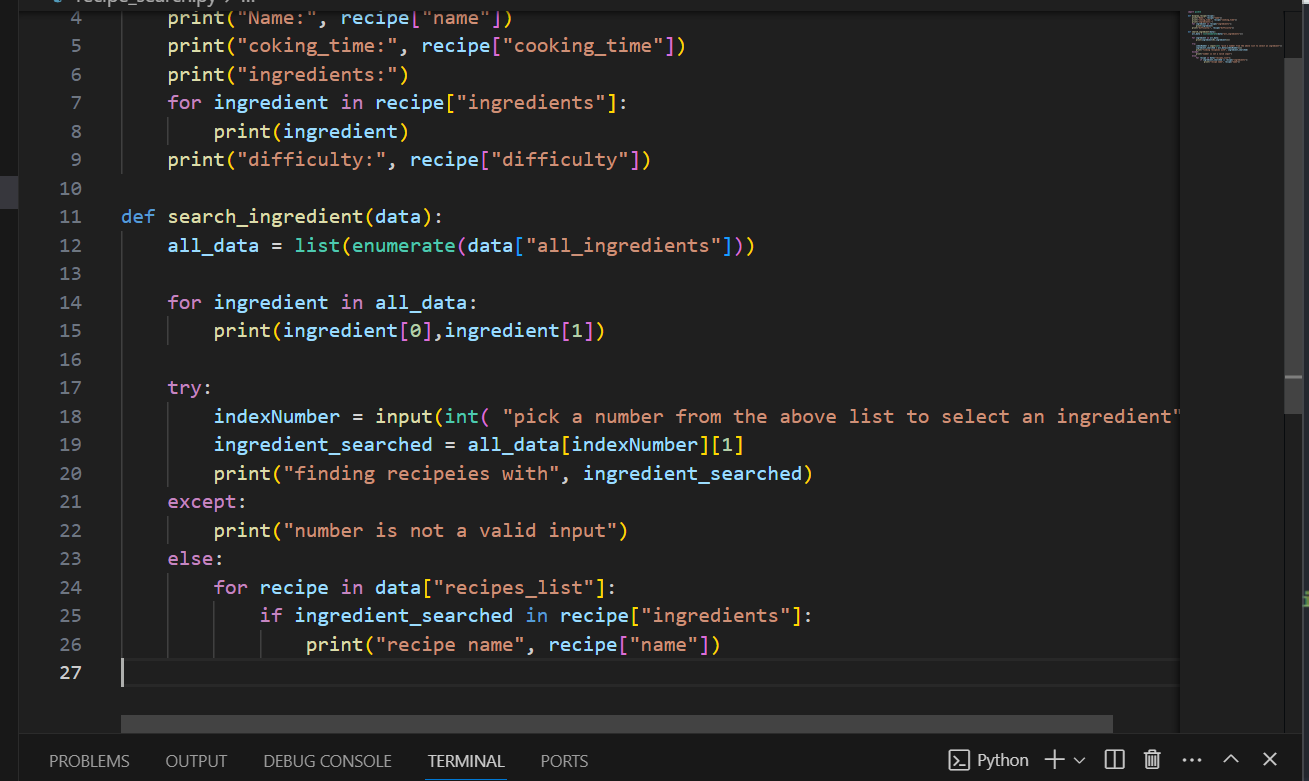 recipe_search.py > ...
4 print("Name:", recipe["name"])
5 print("coking_time:", recipe["cooking_time"])
6 print("ingredients:")
7 for ingredient in recipe["ingredients"]:
8 print(ingredient)
9 print("difficulty:", recipe["difficulty"])
10
11 def search_ingredient(data):
12 all_data = list(enumerate(data["all_ingredients"]))
13
14 for ingredient in all_data:
15 print(ingredient[0],ingredient[1])
16
17 try:
18 indexNumber = input(int( "pick a number from the above list to select an ingredient"
19 ingredient_searched = all_data[indexNumber][1]
20 print("finding recipeies with", ingredient_searched)
21 except:
22 print("number is not a valid input")
23 else:
24 for recipe in data["recipes_list"]:
25 if ingredient_searched in recipe["ingredients"]:
26 print("recipe name", recipe["name"])
27
PROBLEMS OUTPUT DEBUG CONSOLE TERMINAL PORTS Python